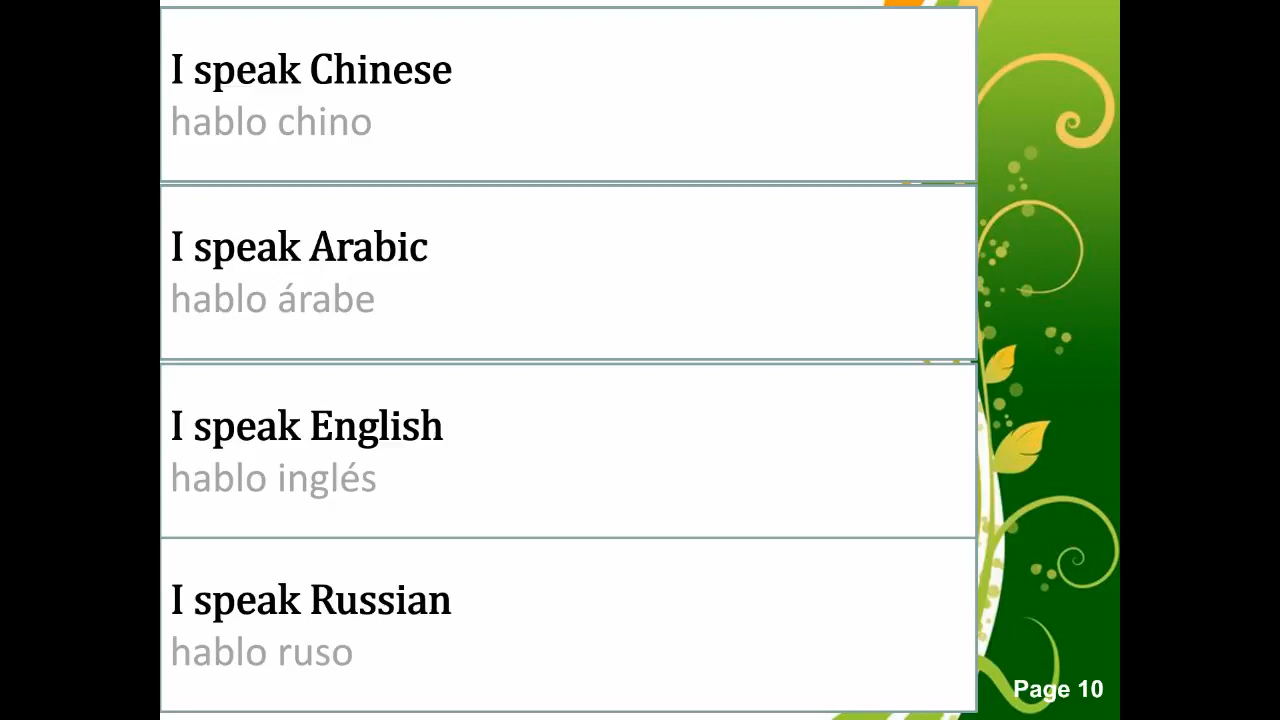 I speak Chinese
hablo chino
I speak Arabic
hablo árabe
I speak English
hablo inglés
I speak Russian
hablo ruso
Page 10